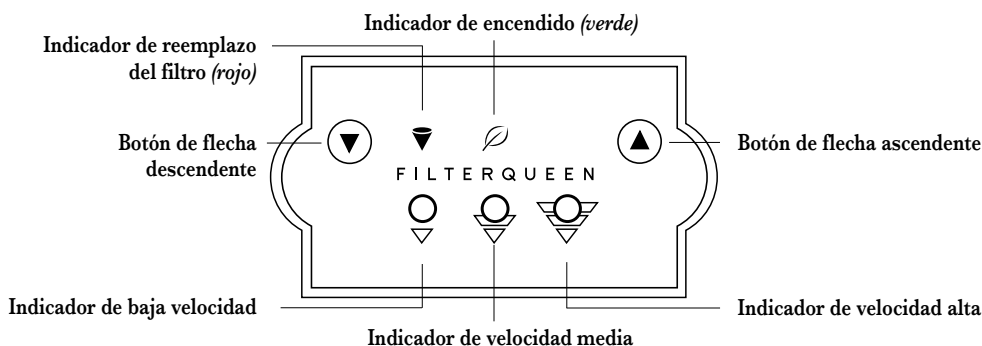 Indicador de encendido (verde)
Indicador de reemplazo
del filtro (rojo)
Botón de flecha
descendente
Botón de flecha ascendente
FILTERQUEEN
Indicador de baja velocidad
Indicador de velocidad alta
Indicador de velocidad media